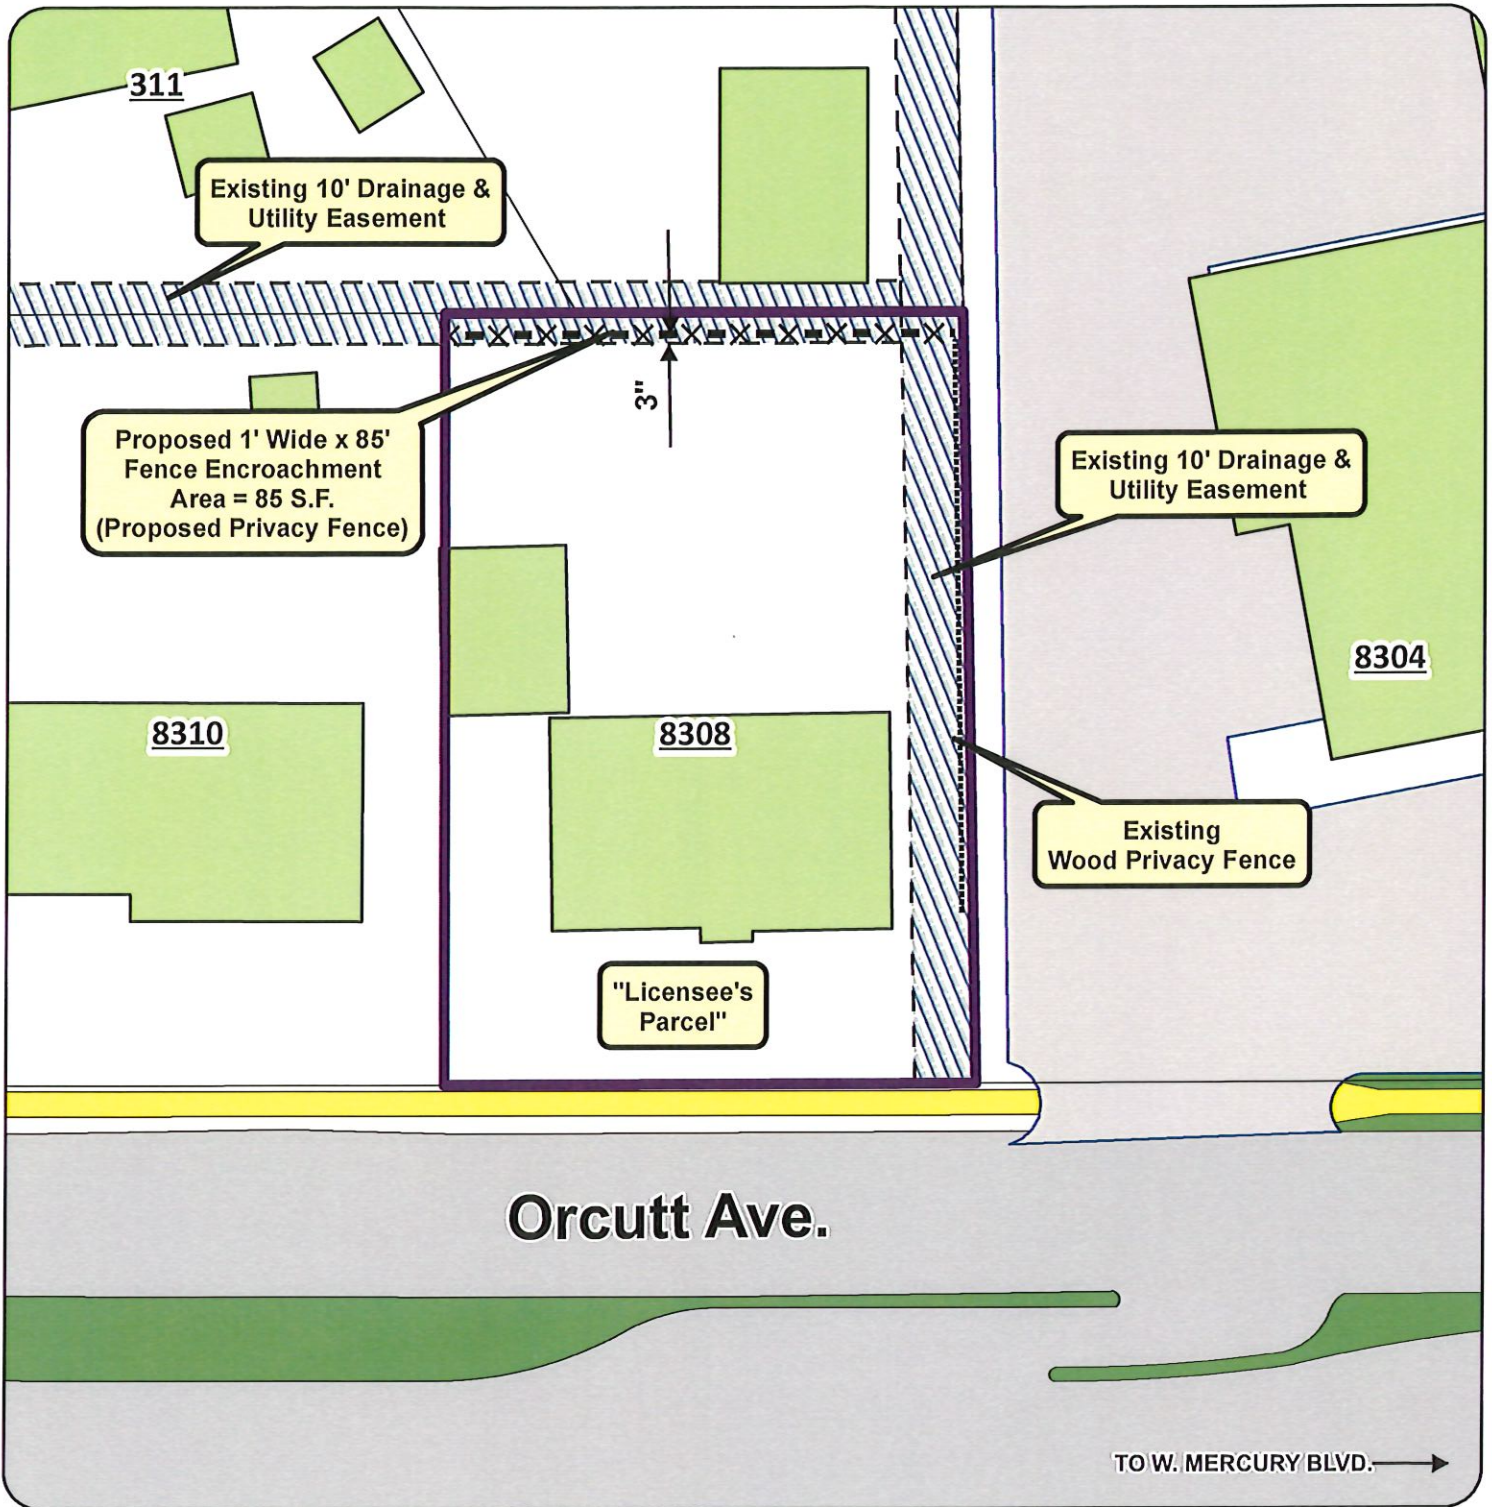 311
Existing 10' Drainage &
Utility Easement
3"
Proposed 1' Wide x 85'
Fence Encroachment
Area = 85 S.F.
(Proposed Privacy Fence)
Existing 10' Drainage &
Utility Easement
8304
8310
8308
Existing
Wood Privacy Fence
"Licensee's
Parcel"
Orcutt Ave.
TO W. MERCURY BLVD.